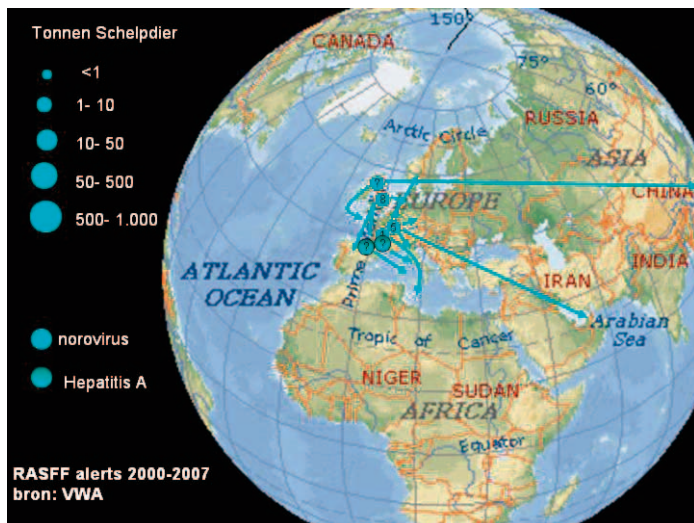 Tonnen Schelpdier
<1
1- 10
10- 50
50- 500
500- 1.000
norovirus
Hepatitis A
RASFF alerts 2000-2007
bron: VWA
150°
CANADA
75°
60°
RUSSIA
Arctic Circle
ASIA
?
8
EUROPE
CHINA
?
?
ATLANTIC
OCEAN
Prime
IRAN
INDIA
Arabian
Sea
Tropic of Cancer
NIGER
SUDAN
AFRICA
Equator